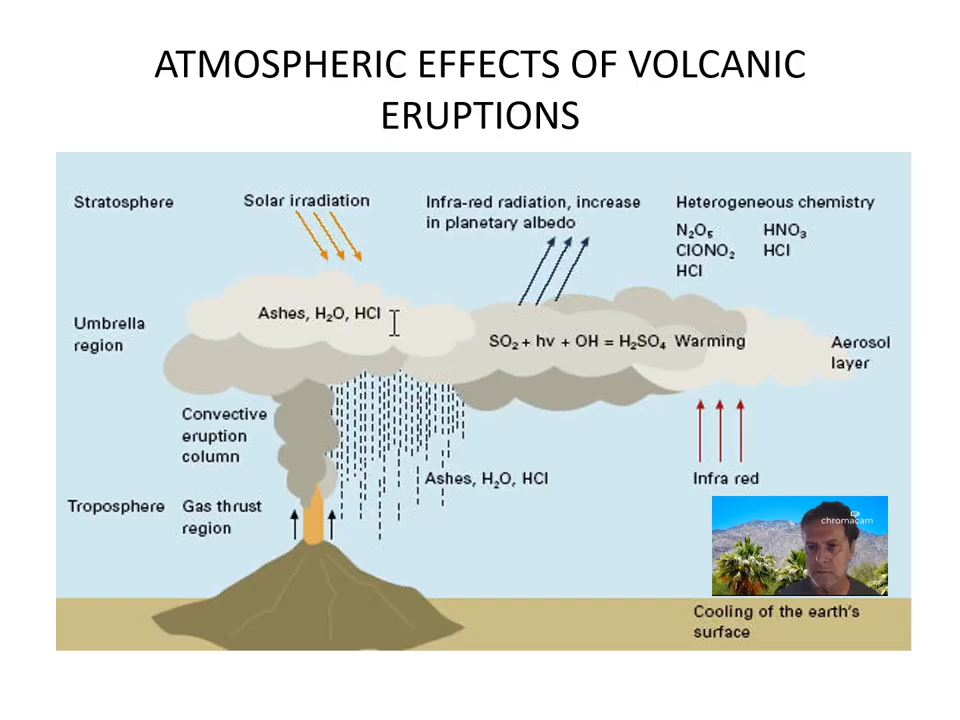 ATMOSPHERIC EFFECTS OF VOLCANIC
ERUPTIONS
Stratosphere
Solar irradiation
Infra-red radiation, increase
in planetary albedo
Heterogeneous chemistry
N₂O₅ HNO₃
ClONO₂ HCl
HCl
Umbrella
region
Ashes, H₂O, HCl
SO₂ + hv + OH = H₂SO₄ Warming
Aerosol
layer
Convective
eruption
column
Ashes, H₂O, HCl
Infra red
Troposphere
Gas thrust
region
chromacam
Cooling of the earth's
surface